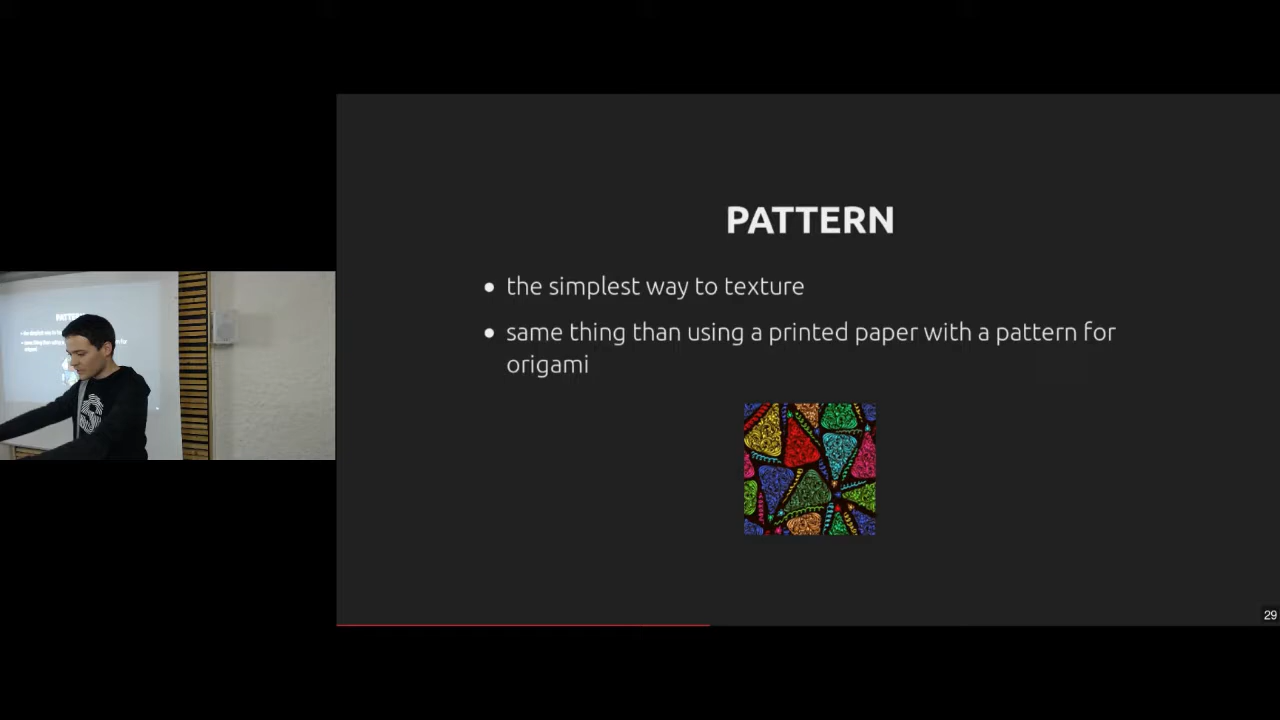 PATTERN
the simplest way to texture
same thing than using a printed paper with a pattern for
origami
29